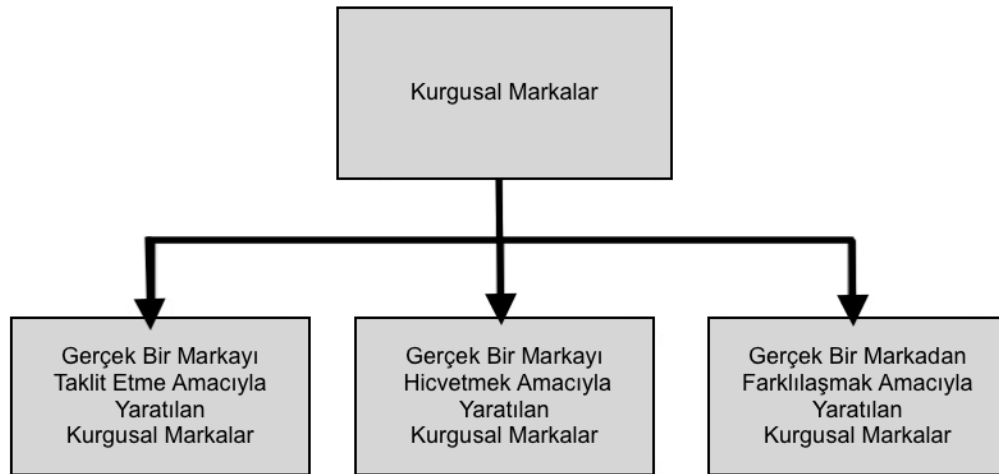 Kurgusal Markalar
Gerçek Bir Markayı
Taklit Etme Amacıyla
Yaratılan
Kurgusal Markalar
Gerçek Bir Markayı
Hicvetmek Amacıyla
Yaratılan
Kurgusal Markalar
Gerçek Bir Markadan
Farklılaşmak Amacıyla
Yaratılan
Kurgusal Markalar